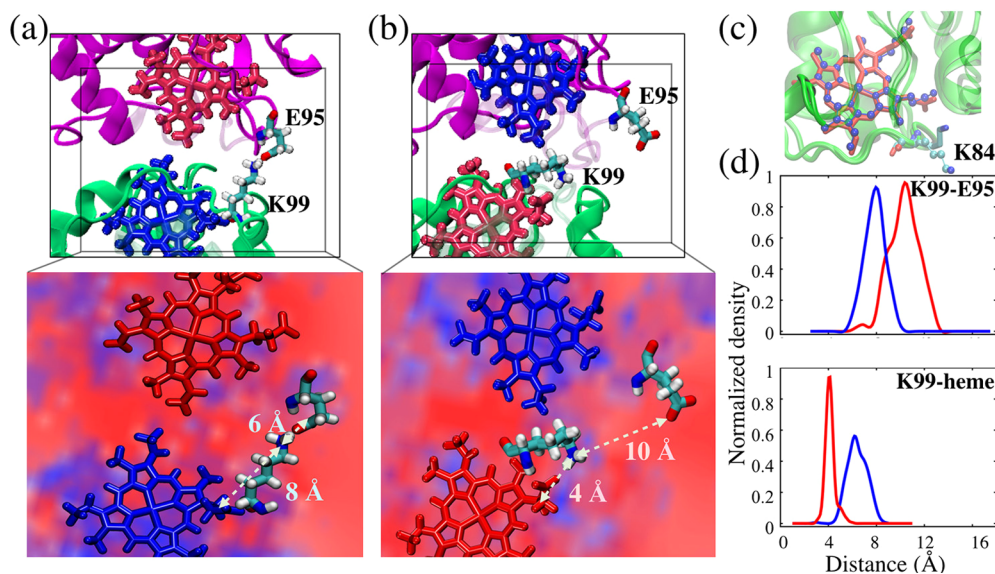 (a)
E95
K99
6 Å
8 Å
(b)
E95
K99
10 Å
4 Å
(c)
K84
(d)
Normalized density
K99-E95
1
0.8
0.6
0.4
0.2
0
K99-heme
1
0.8
0.6
0.4
0.2
0
0 4 8 12 16
Distance (Å)